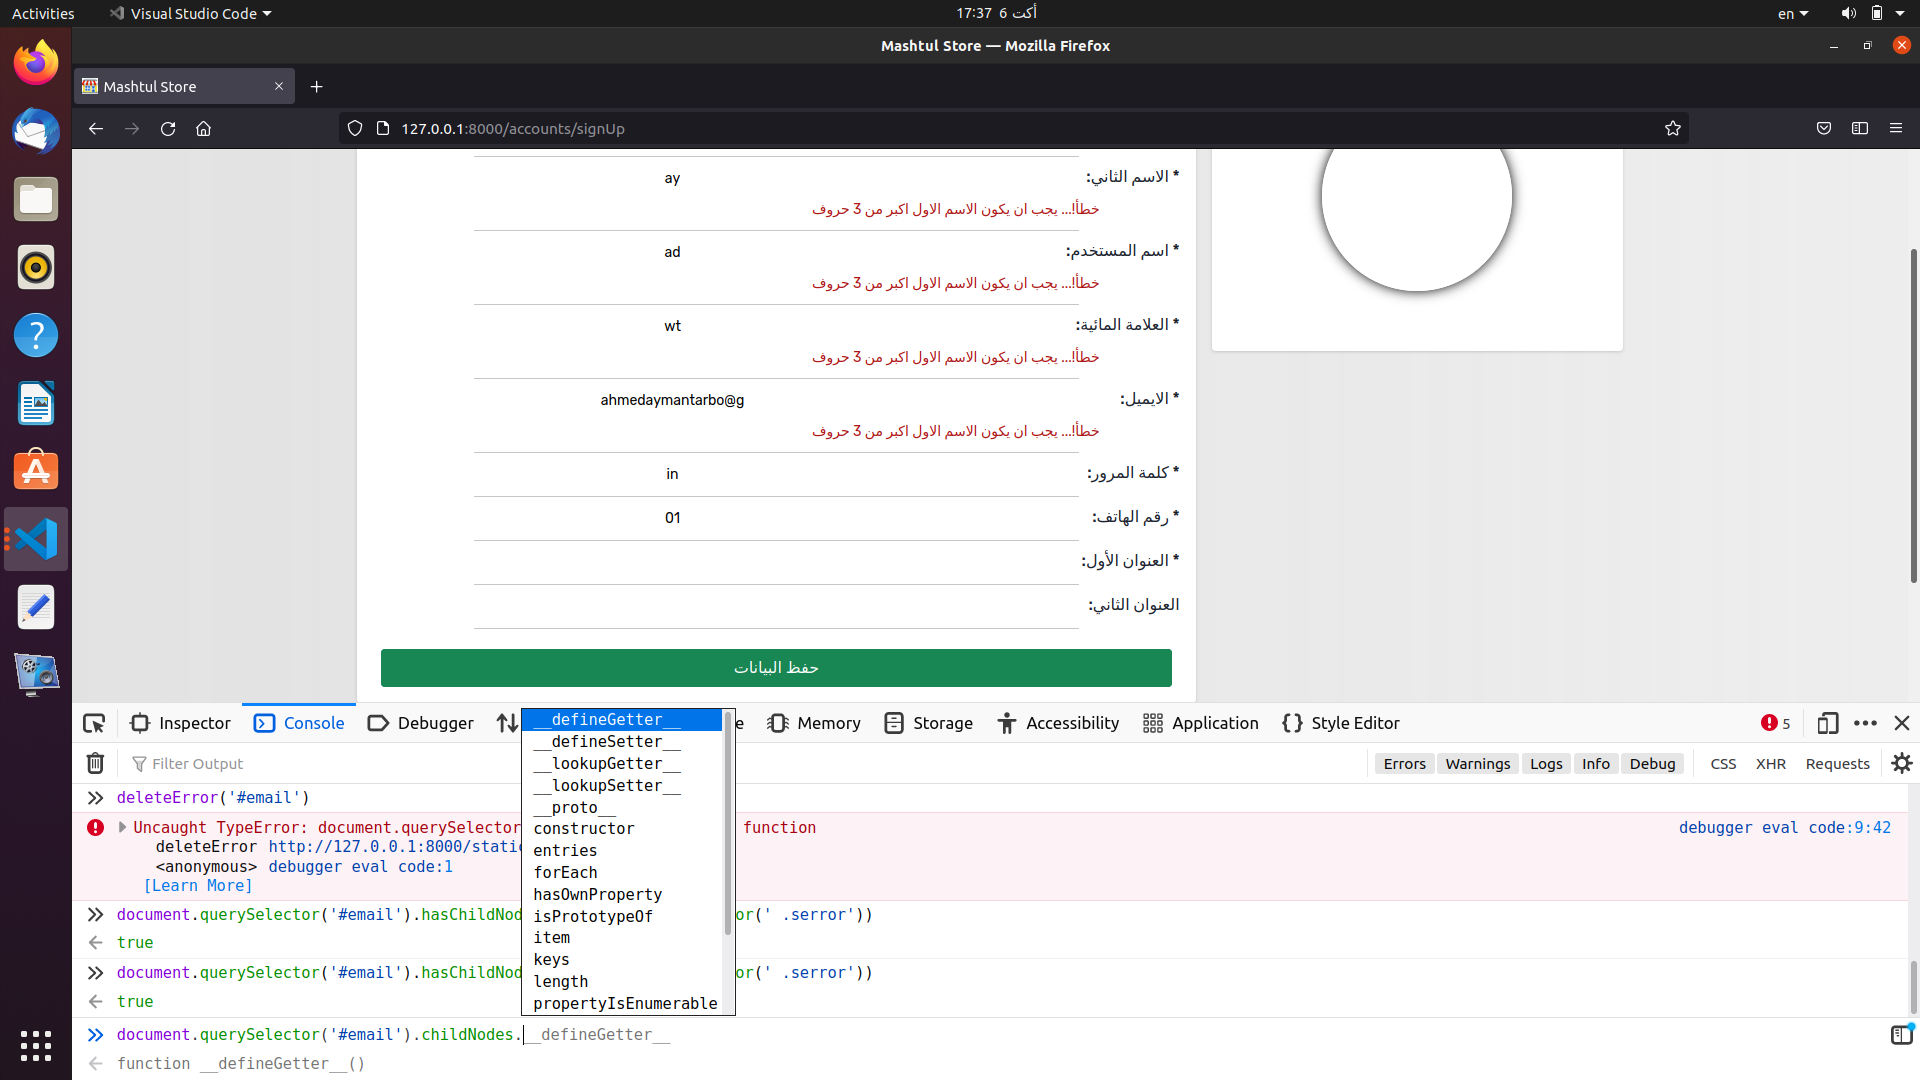 Activities
Visual Studio Code
17:37 6 أكت
en
Mashtul Store — Mozilla Firefox
Mashtul Store
127.0.0.1:8000/accounts/signUp
* الاسم الثاني:
ay
خطأ!... يجب ان يكون الاسم الاول اكبر من 3 حروف
* اسم المستخدم:
ad
خطأ!... يجب ان يكون الاسم الاول اكبر من 3 حروف
* العلامة المائية:
wt
خطأ!... يجب ان يكون الاسم الاول اكبر من 3 حروف
* الايميل:
ahmedaymantarbo@g
خطأ!... يجب ان يكون الاسم الاول اكبر من 3 حروف
* كلمة المرور:
in
* رقم الهاتف:
01
* العنوان الأول:
العنوان الثاني:
حفظ البيانات
Inspector
Console
Debugger
e
Memory
Storage
Accessibility
Application
Style Editor
5
Filter Output
Errors
Warnings
Logs
Info
Debug
CSS
XHR
Requests
deleteError('#email')
Uncaught TypeError: document.querySelector
function
debugger eval code:9:42
deleteError http://127.0.0.1:8000/static
<anonymous> debugger eval code:1
[Learn More]
document.querySelector('#email').hasChildNod
or(' .serror'))
true
document.querySelector('#email').hasChildNod
or(' .serror'))
true
document.querySelector('#email').childNodes.__defineGetter__
function __defineGetter__()
__defineGetter__
__defineSetter__
__lookupGetter__
__lookupSetter__
__proto__
constructor
entries
forEach
hasOwnProperty
isPrototypeOf
item
keys
length
propertyIsEnumerable